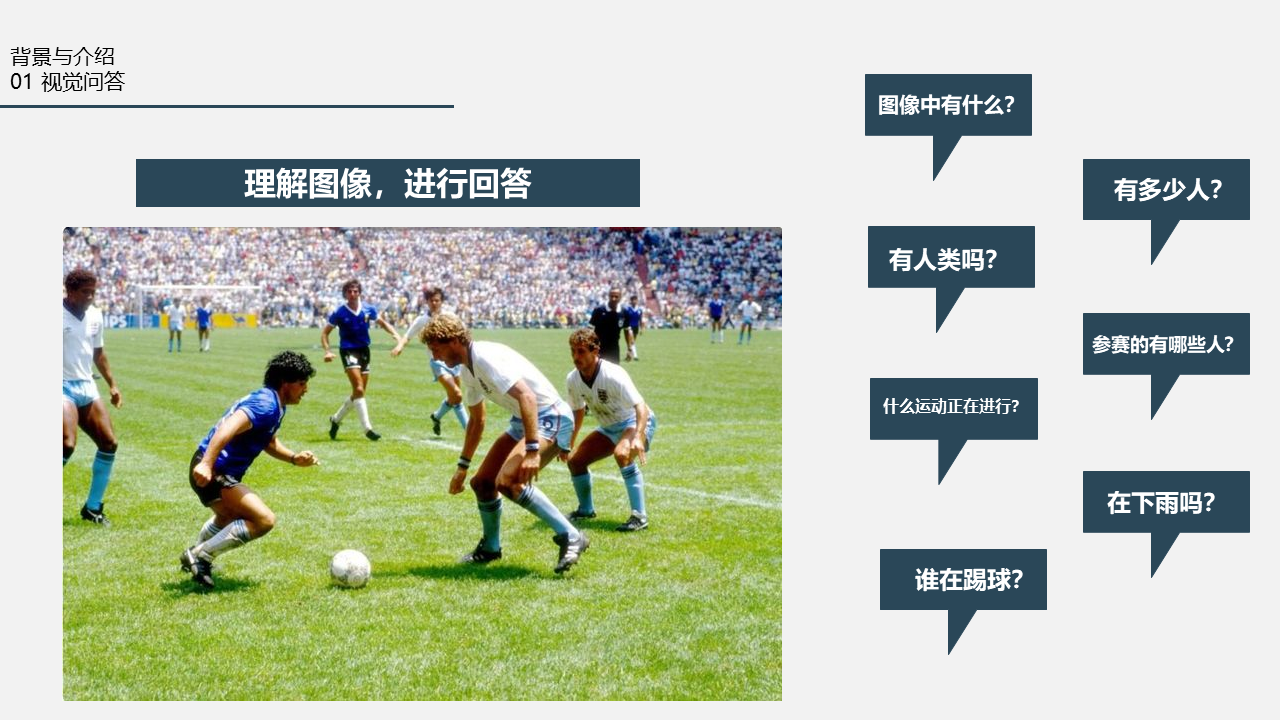 背景与介绍
01 视觉问答
理解图像，进行回答
图像中有什么？
有多少人？
有人类吗？
参赛的有哪些人？
什么运动正在进行？
在下雨吗？
谁在踢球？